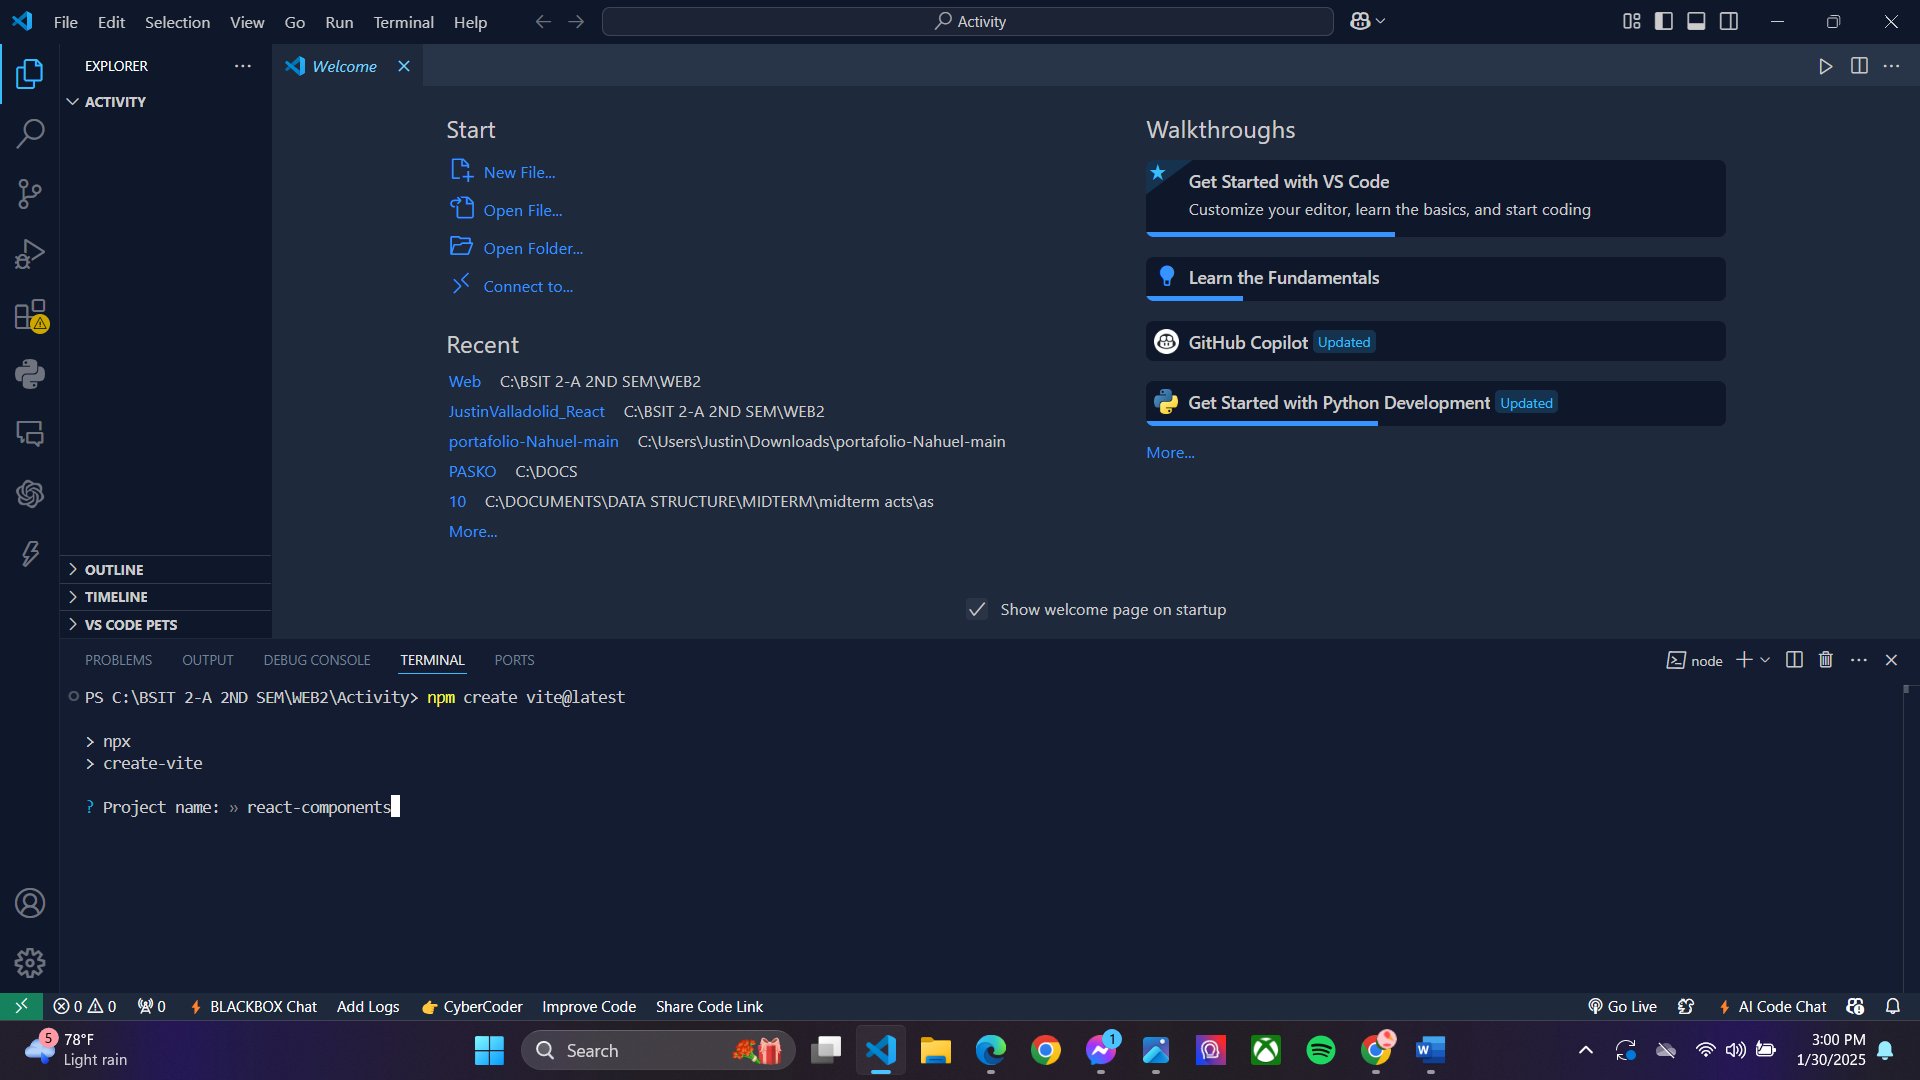 File Edit Selection View Go Run Terminal Help
Activity
EXPLORER
ACTIVITY
OUTLINE
TIMELINE
VS CODE PETS
Welcome
Start
New File...
Open File...
Open Folder...
Connect to...
Recent
Web C:\BSIT 2-A 2ND SEM\WEB2
JustinValladolid_React C:\BSIT 2-A 2ND SEM\WEB2
portafolio-Nahuel-main C:\Users\Justin\Downloads\portafolio-Nahuel-main
PASKO C:\DOCS
10 C:\DOCUMENTS\DATA STRUCTURE\MIDTERM\midterm acts\as
More...
Walkthroughs
Get Started with VS Code
Customize your editor, learn the basics, and start coding
Learn the Fundamentals
GitHub Copilot Updated
Get Started with Python Development Updated
More...
Show welcome page on startup
PROBLEMS OUTPUT DEBUG CONSOLE TERMINAL PORTS
node
PS C:\BSIT 2-A 2ND SEM\WEB2\Activity> npm create vite@latest
> npx
> create-vite
? Project name: » react-components
0 0 0 BLACKBOX Chat Add Logs CyberCoder Improve Code Share Code Link
Go Live AI Code Chat
5
78°F
Light rain
Search
1
3:00 PM
1/30/2025